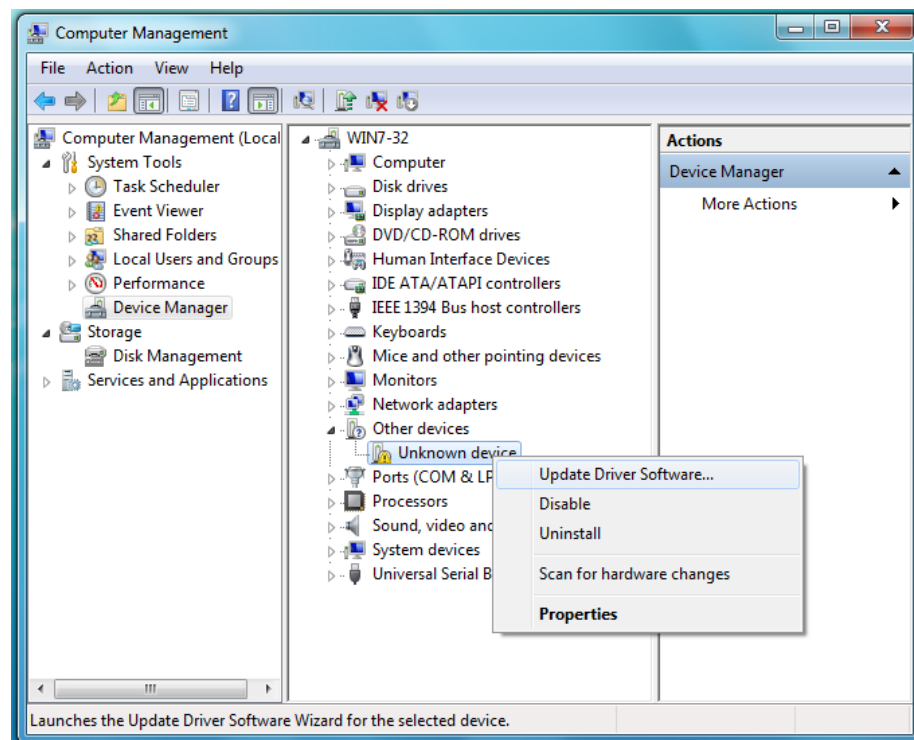 Computer Management
File Action View Help
Computer Management (Local
System Tools
Task Scheduler
Event Viewer
Shared Folders
Local Users and Groups
Performance
Device Manager
Storage
Disk Management
Services and Applications
WIN7-32
Computer
Disk drives
Display adapters
DVD/CD-ROM drives
Human Interface Devices
IDE ATA/ATAPI controllers
IEEE 1394 Bus host controllers
Keyboards
Mice and other pointing devices
Monitors
Network adapters
Other devices
Unknown device
Ports (COM & LP
Processors
Sound, video and
System devices
Universal Serial B
Update Driver Software...
Disable
Uninstall
Scan for hardware changes
Properties
Actions
Device Manager
More Actions
Launches the Update Driver Software Wizard for the selected device.